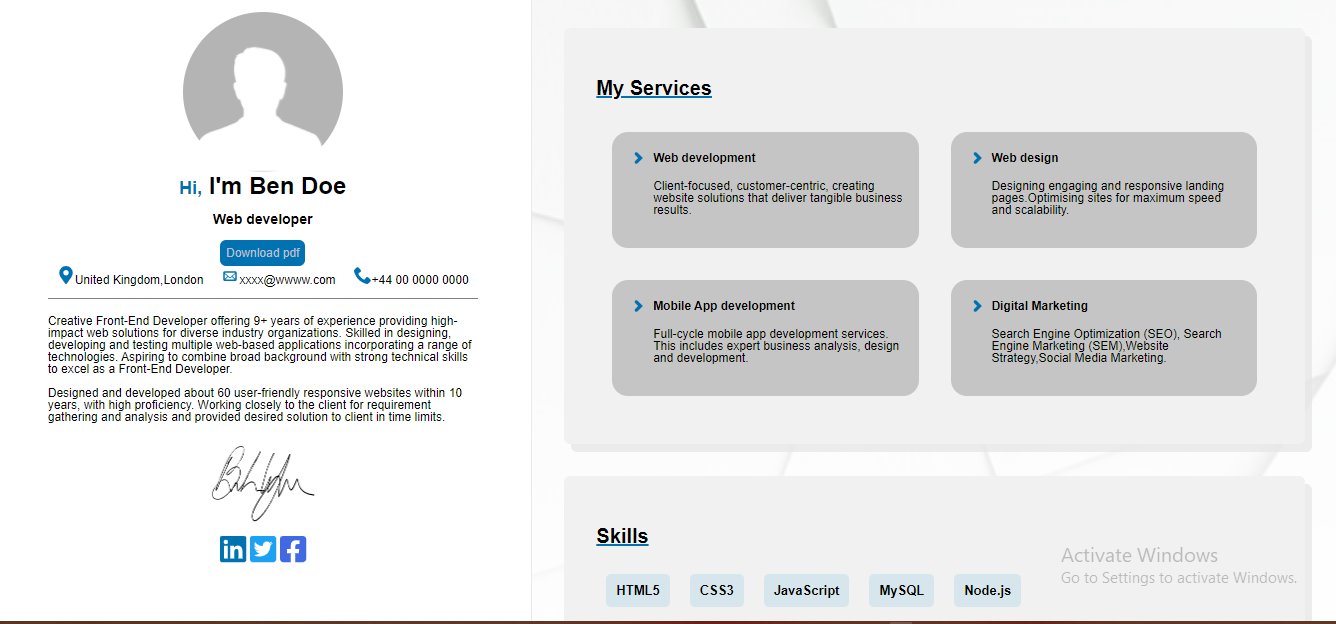 Hi, I'm Ben Doe
Web developer
Download pdf
United Kingdom,London xxxx@wwww.com +44 00 0000 0000
Creative Front-End Developer offering 9+ years of experience providing high-
impact web solutions for diverse industry organizations. Skilled in designing,
developing and testing multiple web-based applications incorporating a range of
technologies. Aspiring to combine broad background with strong technical skills
to excel as a Front-End Developer.
Designed and developed about 60 user-friendly responsive websites within 10
years, with high proficiency. Working closely to the client for requirement
gathering and analysis and provided desired solution to client in time limits.
in
f
My Services
Web development
Client-focused, customer-centric, creating
website solutions that deliver tangible business
results.
Web design
Designing engaging and responsive landing
pages.Optimising sites for maximum speed
and scalability.
Mobile App development
Full-cycle mobile app development services.
This includes expert business analysis, design
and development.
Digital Marketing
Search Engine Optimization (SEO), Search
Engine Marketing (SEM),Website
Strategy,Social Media Marketing.
Skills
HTML5 CSS3 JavaScript MySQL Node.js
Activate Windows
Go to Settings to activate Windows.